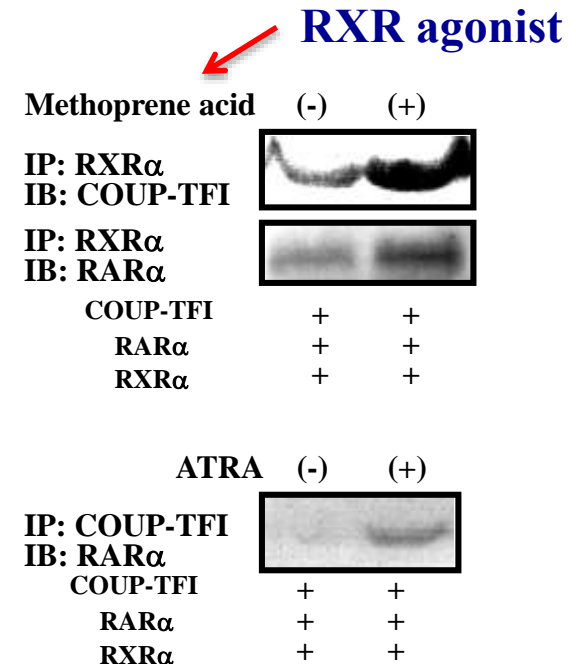 RXR agonist
Methoprene acid (-) (+)
IP: RXRα
IB: COUP-TFI
IP: RXRα
IB: RARα
COUP-TFI + +
RARα + +
RXRα + +
ATRA (-) (+)
IP: COUP-TFI
IB: RARα
COUP-TFI + +
RARα + +
RXRα + +